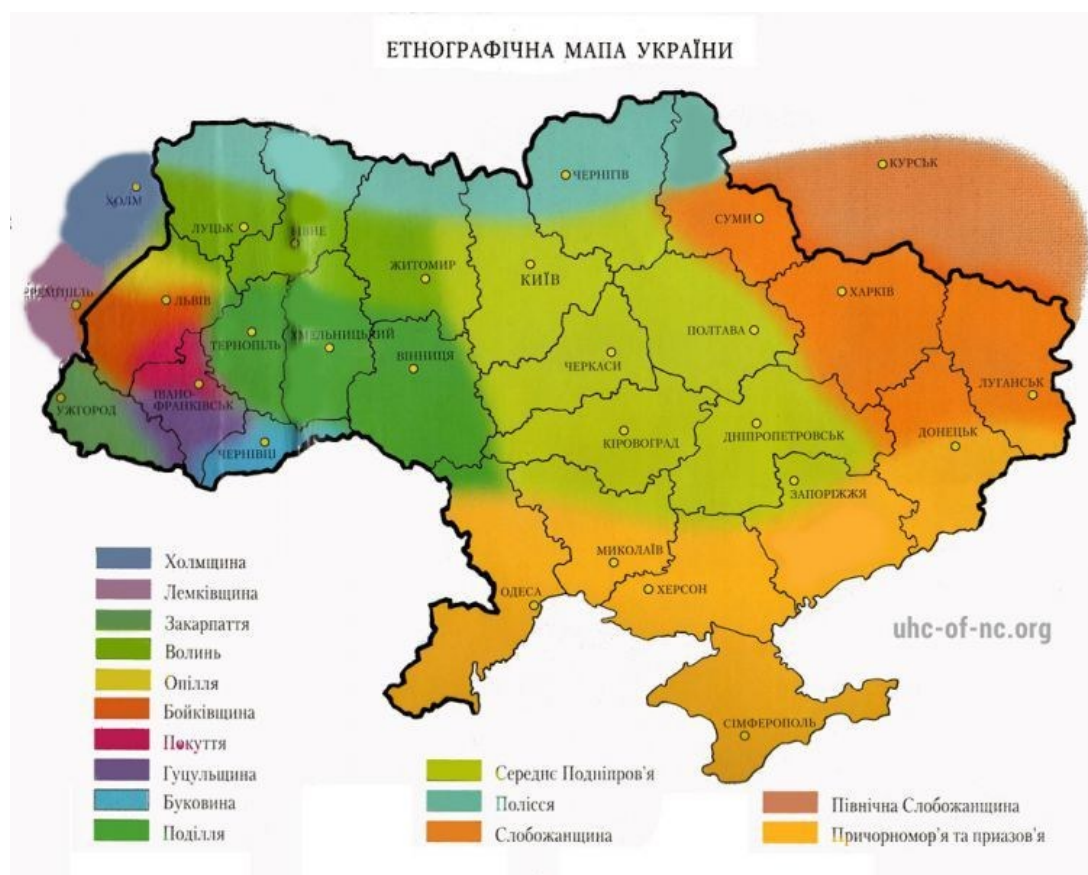 ЕТНОГРАФІЧНА МАПА УКРАЇНИ
КУРСЬК
ЧЕРНІГІВ
ХОЛМ
СУМИ
ЛУЦЬК
КИЇВ
ЖИТОМИР
ХАРКІВ
ЛЬВІВ
ПОЛТАВА
ТЕРНОПІЛЬ
ХМЕЛЬНИЦЬКИЙ
ВІННИЦЯ
ЧЕРКАСИ
ЛУГАНСЬК
ІВАНО-
ФРАНКІВСЬК
УЖГОРОД
ДОНЕЦЬК
КІРОВОГРАД
ДНІПРОПЕТРОВСЬК
ЧЕРНІВЦІ
ЗАПОРІЖЖЯ
МИКОЛАЇВ
ОДЕСА
ХЕРСОН
uhc-of-nc.org
СІМФЕРОПОЛЬ
Холмщина
Лемківщина
Закарпаття
Волинь
Опілля
Бойківщина
Покуття
Гуцульщина
Буковина
Поділля
Середнє Подніпров'я
Полісся
Слобожанщина
Північна Слобожанщина
Причорномор'я та приазов'я